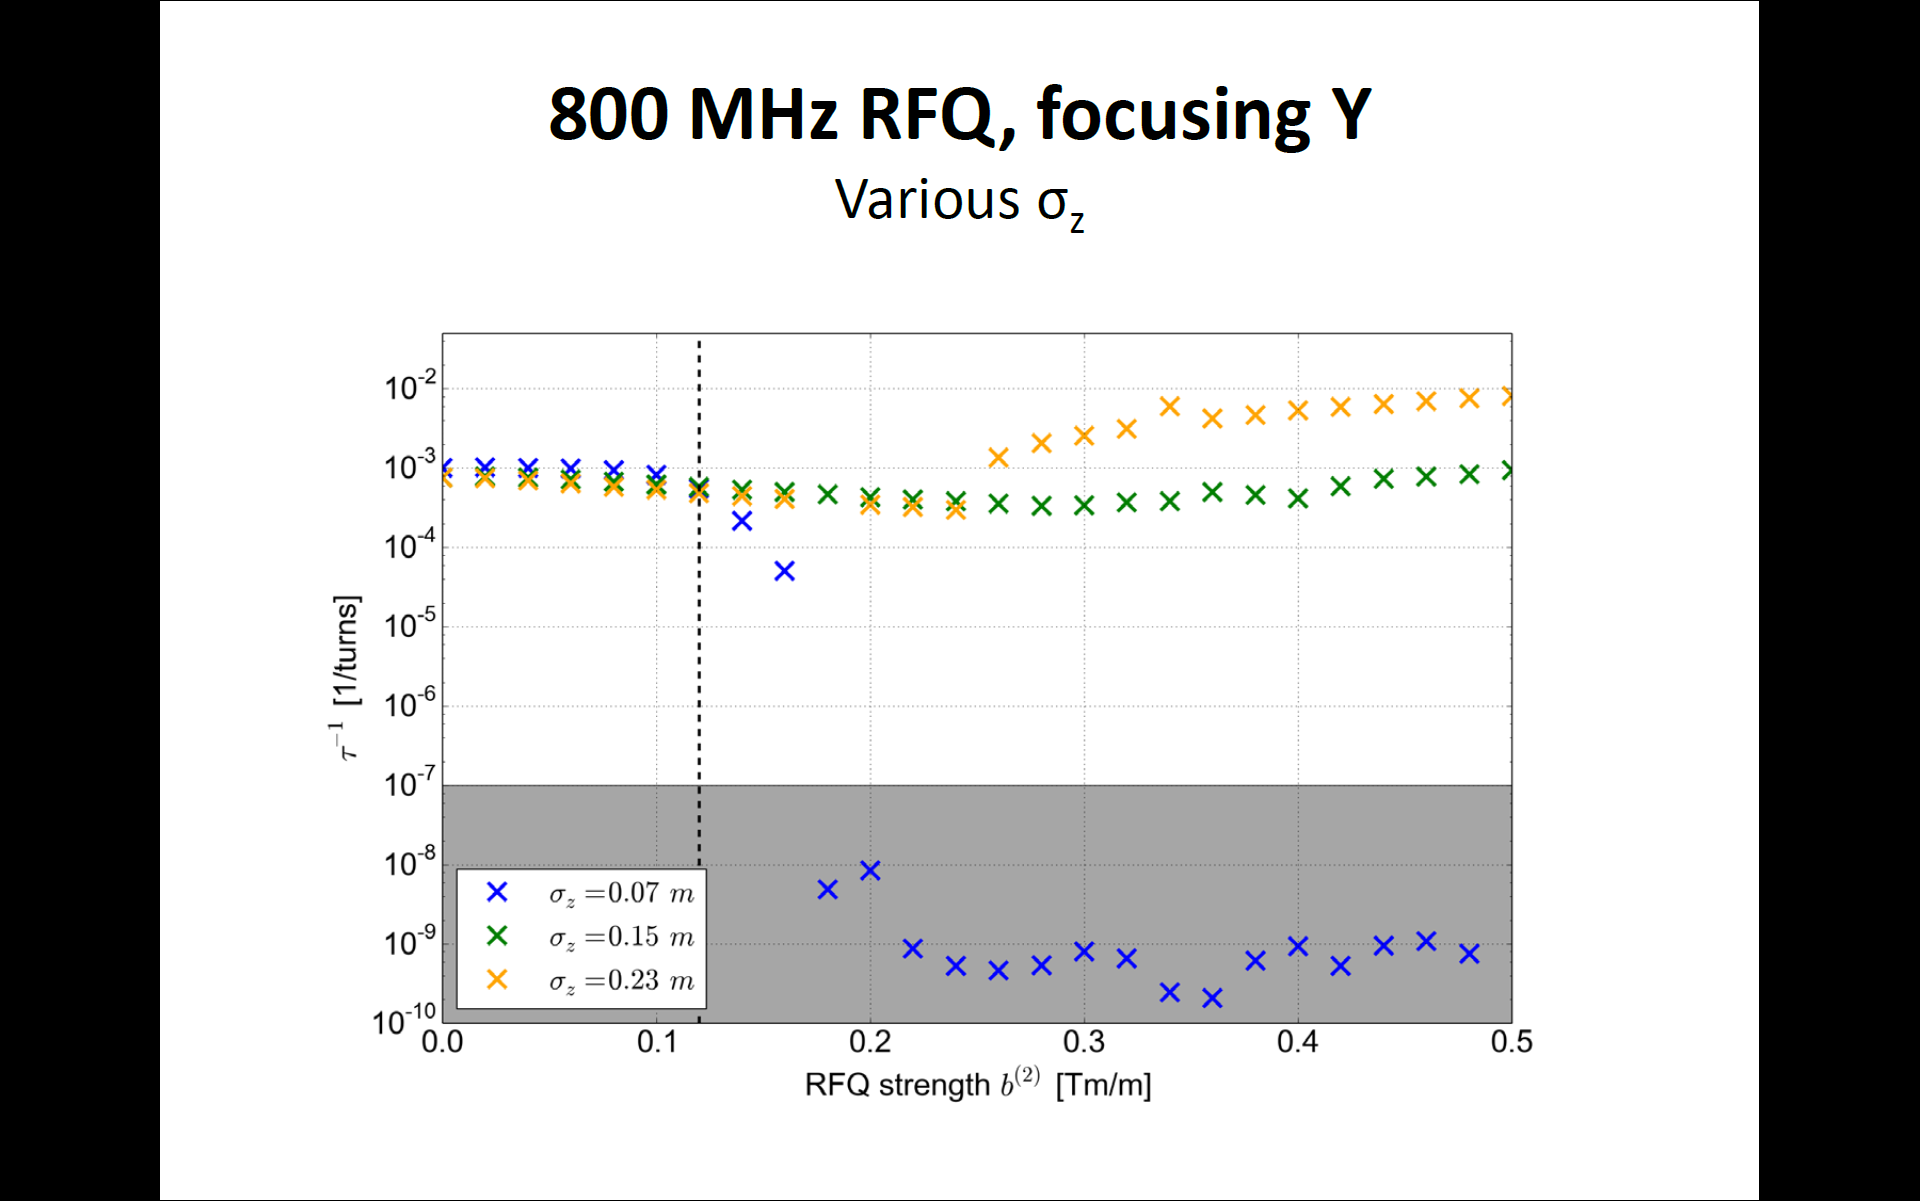 800 MHz RFQ, focusing Y
Various σz
10-2
10-3
10-4
10-5
10-6
10-7
10-8
10-9
10-10
τ−1 [1/turns]
σz =0.07 m
σz =0.15 m
σz =0.23 m
0.0 0.1 0.2 0.3 0.4 0.5
RFQ strength b(2) [Tm/m]